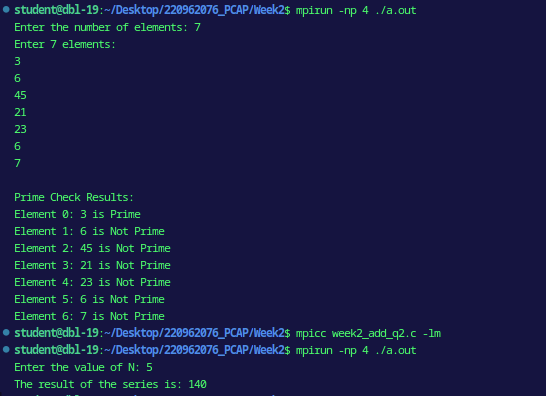 student@dbl-19:~/Desktop/220962076_PCAP/Week2$ mpirun -np 4 ./a.out
Enter the number of elements: 7
Enter 7 elements:
3
6
45
21
23
6
7
Prime Check Results:
Element 0: 3 is Prime
Element 1: 6 is Not Prime
Element 2: 45 is Not Prime
Element 3: 21 is Not Prime
Element 4: 23 is Not Prime
Element 5: 6 is Not Prime
Element 6: 7 is Not Prime
student@dbl-19:~/Desktop/220962076_PCAP/Week2$ mpicc week2_add_q2.c -lm
student@dbl-19:~/Desktop/220962076_PCAP/Week2$ mpirun -np 4 ./a.out
Enter the value of N: 5
The result of the series is: 140